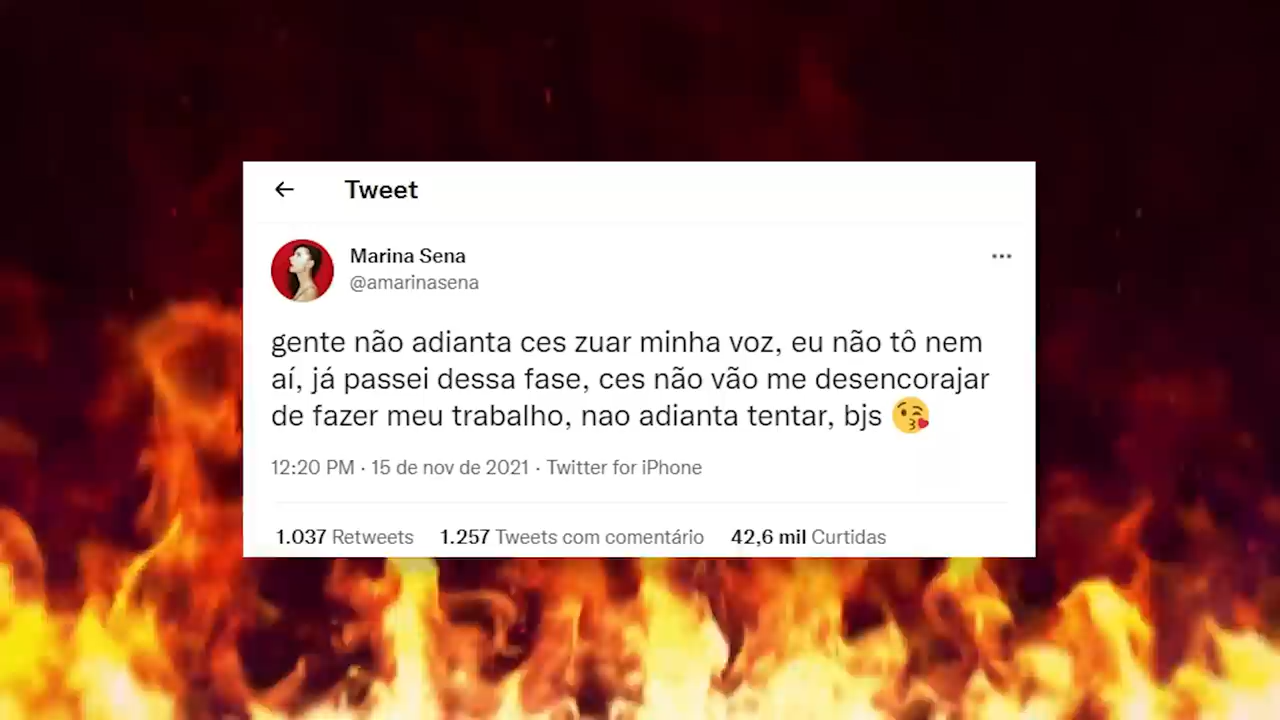 Tweet
Marina Sena
@amarinasena
gente não adianta ces zuar minha voz, eu não tô nem
aí, já passei dessa fase, ces não vão me desencorajar
de fazer meu trabalho, nao adianta tentar, bjs 😘
12:20 PM · 15 de nov de 2021 · Twitter for iPhone
1.037 Retweets 1.257 Tweets com comentário 42,6 mil Curtidas